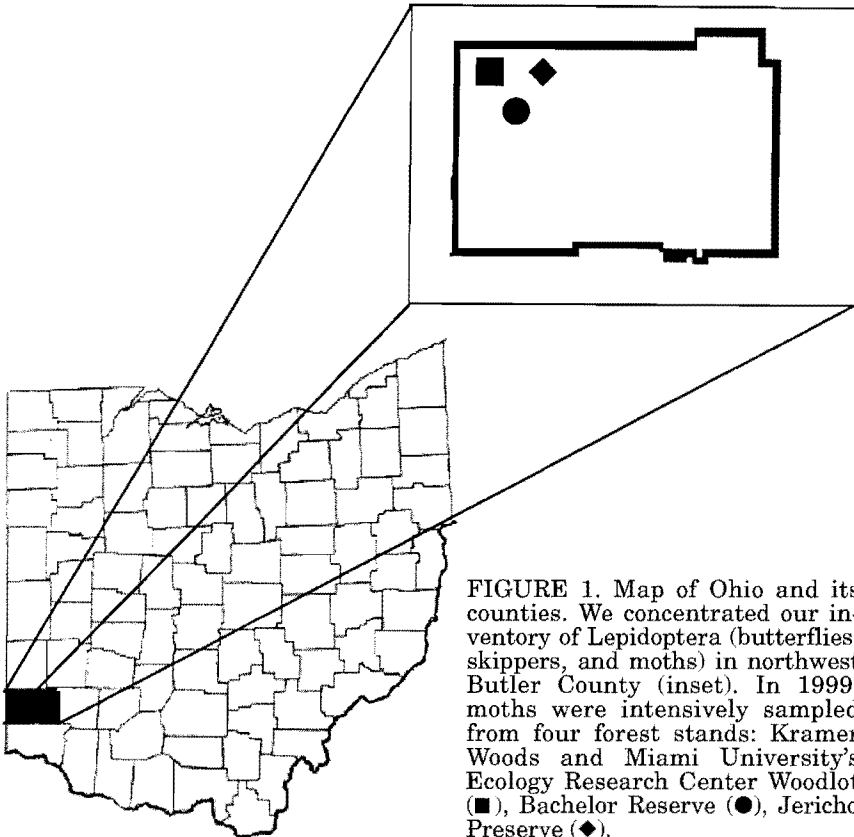 FIGURE 1. Map of Ohio and its
counties. We concentrated our in-
ventory of Lepidoptera (butterflies,
skippers, and moths) in northwest
Butler County (inset). In 1999,
moths were intensively sampled
from four forest stands: Kramer
Woods and Miami University's
Ecology Research Center Woodlot
(■), Bachelor Reserve (●), Jericho
Preserve (◆).